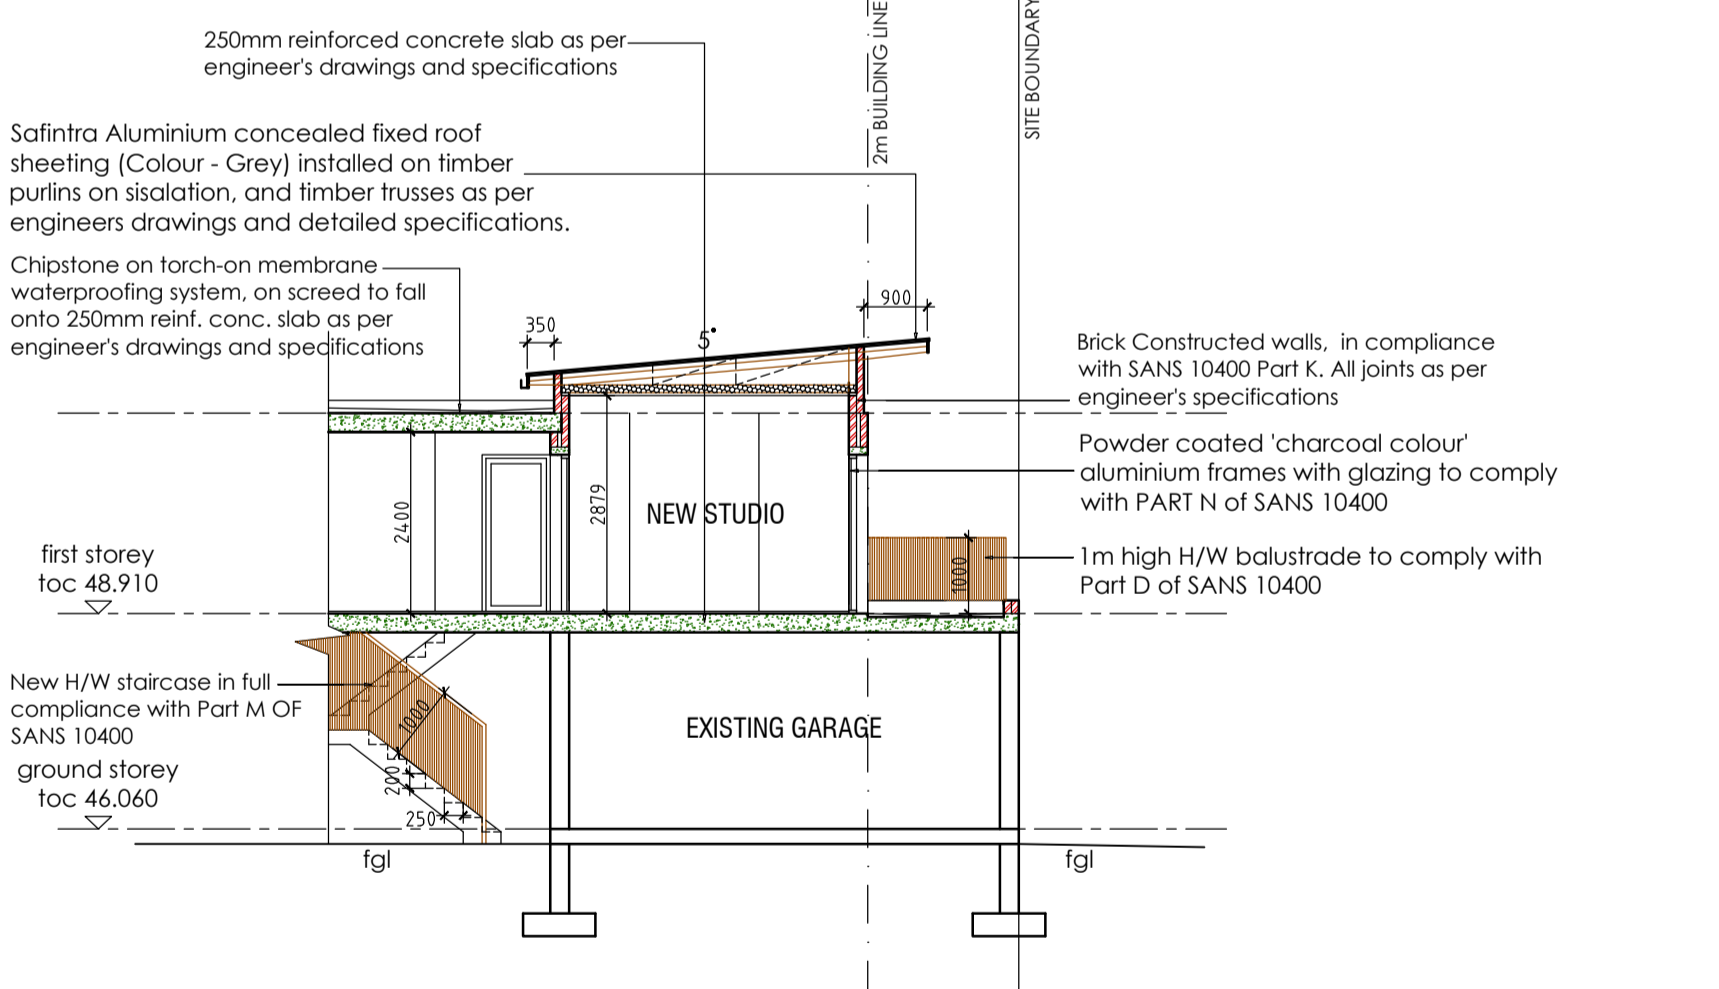 250mm reinforced concrete slab as per
engineer's drawings and specifications
2m BUILDING LINE
SITE BOUNDARY
Safintra Aluminium concealed fixed roof
sheeting (Colour - Grey) installed on timber
purlins on sisalation, and timber trusses as per
engineers drawings and detailed specifications.
Chipstone on torch-on membrane
waterproofing system, on screed to fall
onto 250mm reinf. conc. slab as per
engineer's drawings and specifications
350
5°
900
Brick Constructed walls, in compliance
with SANS 10400 Part K. All joints as per
engineer's specifications
Powder coated 'charcoal colour'
aluminium frames with glazing to comply
with PART N of SANS 10400
2400
2879
NEW STUDIO
1000
1m high H/W balustrade to comply with
Part D of SANS 10400
first storey
toc 48.910
New H/W staircase in full
compliance with Part M OF
SANS 10400
1000
200
250
EXISTING GARAGE
ground storey
toc 46.060
fgl
fgl